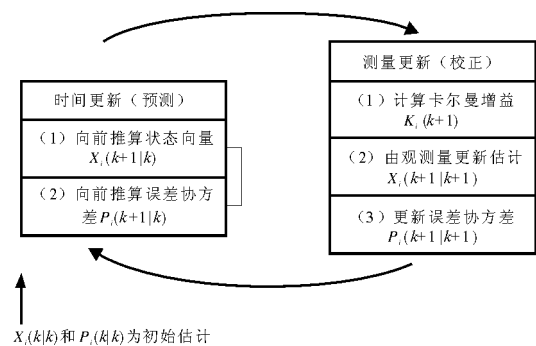 时间更新（预测）
（1）向前推算状态向量
X_i(k+1|k)
（2）向前推算误差协方
差P_i(k+1|k)
测量更新（校正）
（1）计算卡尔曼增益
K_i(k+1)
（2）由观测量更新估计
X_i(k+1|k+1)
（3）更新误差协方差
P_i(k+1|k+1)
X_i(k|k)和P_i(k|k)为初始估计